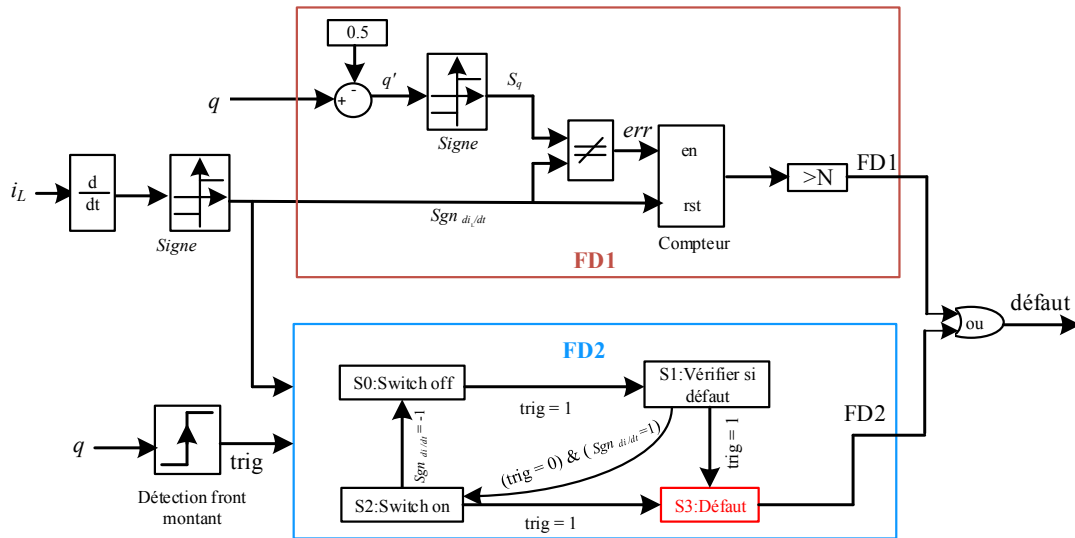 0.5
+
-
q
q'
Signe
S_q
≠
err
en
rst
Compteur
>N
FD1
i_L
d
dt
Signe
Sgn di_L/dt
FD1
défaut
ou
FD2
S0:Switch off
trig = 1
S1:Vérifier si
défaut
Sgn di/dt = -1
(trig = 0) & ( Sgn di/dt =1)
trig = 1
FD2
q
trig
Détection front
montant
S2:Switch on
trig = 1
S3:Défaut